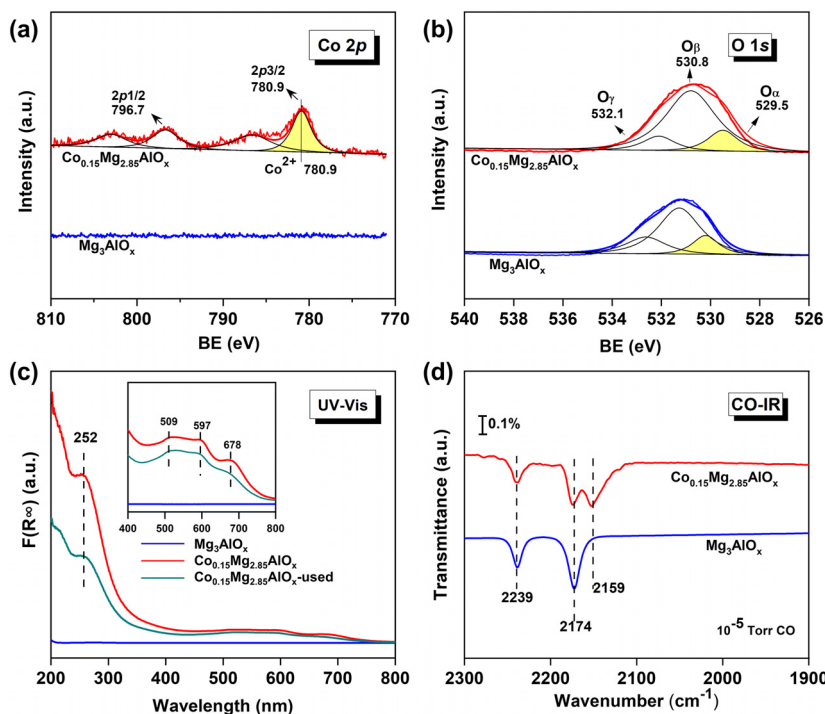 (a)
Co 2p
2p3/2
780.9
2p1/2
796.7
Co0.15Mg2.85AlOx
Co2+ 780.9
Mg3AlOx
Intensity (a.u.)
810 800 790 780 770
BE (eV)
(b)
O 1s
Oβ
530.8
Oγ
532.1
Oα
529.5
Co0.15Mg2.85AlOx
Mg3AlOx
Intensity (a.u.)
540 538 536 534 532 530 528 526
BE (eV)
(c)
UV-Vis
252
509 597 678
400 500 600 700 800
Mg3AlOx
Co0.15Mg2.85AlOx
Co0.15Mg2.85AlOx-used
F(R∞) (a.u.)
200 300 400 500 600 700 800
Wavelength (nm)
(d)
CO-IR
0.1%
Co0.15Mg2.85AlOx
Mg3AlOx
2239 2174 2159
10-5 Torr CO
Transmittance (a.u.)
2300 2200 2100 2000 1900
Wavenumber (cm-1)